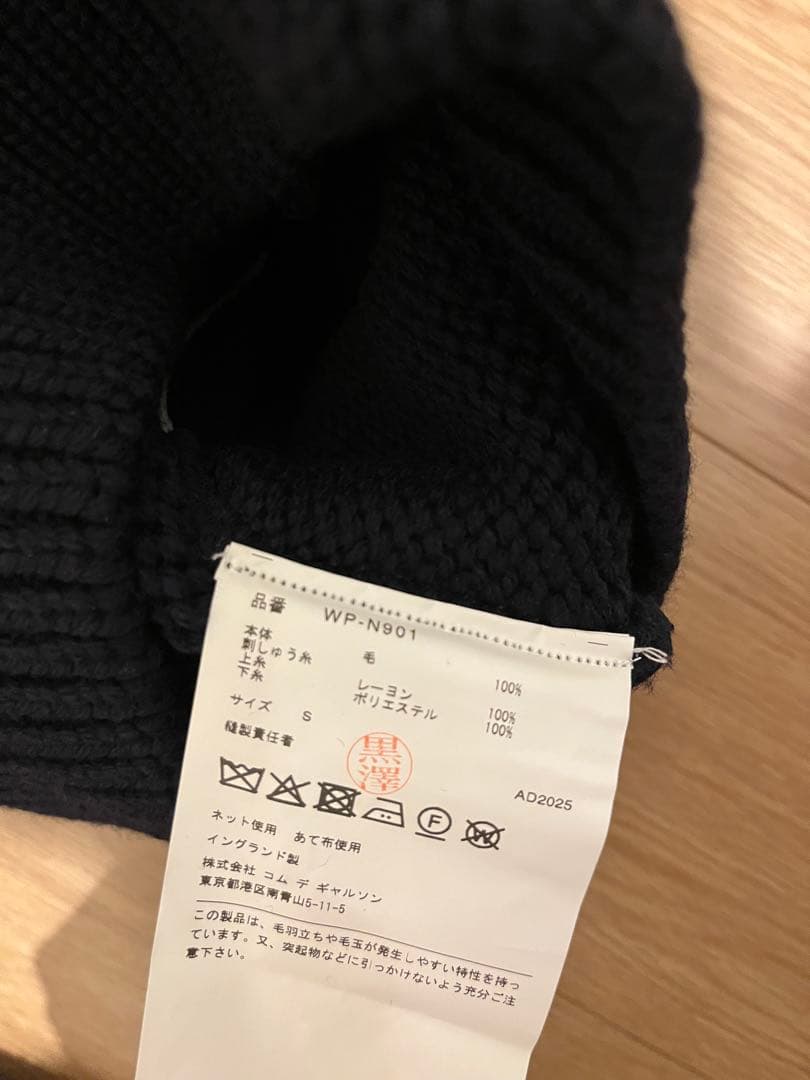 品番 WP-N901
本体 毛 100%
刺しゅう糸
上糸 レーヨン 100%
下糸 ポリエステル 100%
サイズ S
縫製責任者 黒澤
AD2025
F
W
ネット使用 あて布使用
イングランド製
株式会社 コム デ ギャルソン
東京都港区南青山5-11-5
この製品は、毛羽立ちや毛玉が発生しやすい特性を持っ
ています。又、突起物などに引っかけないよう充分ご注
意下さい。